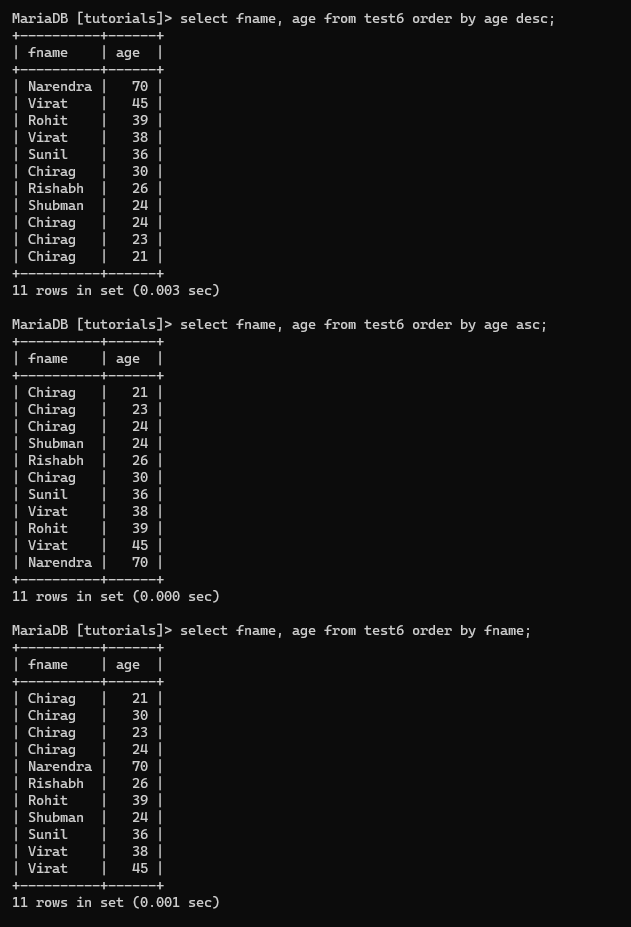 MariaDB [tutorials]> select fname, age from test6 order by age desc;
+----------+------+
| fname    | age  |
+----------+------+
| Narendra |   70 |
| Virat    |   45 |
| Rohit    |   39 |
| Virat    |   38 |
| Sunil    |   36 |
| Chirag   |   30 |
| Rishabh  |   26 |
| Shubman  |   24 |
| Chirag   |   24 |
| Chirag   |   23 |
| Chirag   |   21 |
+----------+------+
11 rows in set (0.003 sec)

MariaDB [tutorials]> select fname, age from test6 order by age asc;
+----------+------+
| fname    | age  |
+----------+------+
| Chirag   |   21 |
| Chirag   |   23 |
| Chirag   |   24 |
| Shubman  |   24 |
| Rishabh  |   26 |
| Chirag   |   30 |
| Sunil    |   36 |
| Virat    |   38 |
| Rohit    |   39 |
| Virat    |   45 |
| Narendra |   70 |
+----------+------+
11 rows in set (0.000 sec)

MariaDB [tutorials]> select fname, age from test6 order by fname;
+----------+------+
| fname    | age  |
+----------+------+
| Chirag   |   21 |
| Chirag   |   30 |
| Chirag   |   23 |
| Chirag   |   24 |
| Narendra |   70 |
| Rishabh  |   26 |
| Rohit    |   39 |
| Shubman  |   24 |
| Sunil    |   36 |
| Virat    |   38 |
| Virat    |   45 |
+----------+------+
11 rows in set (0.001 sec)